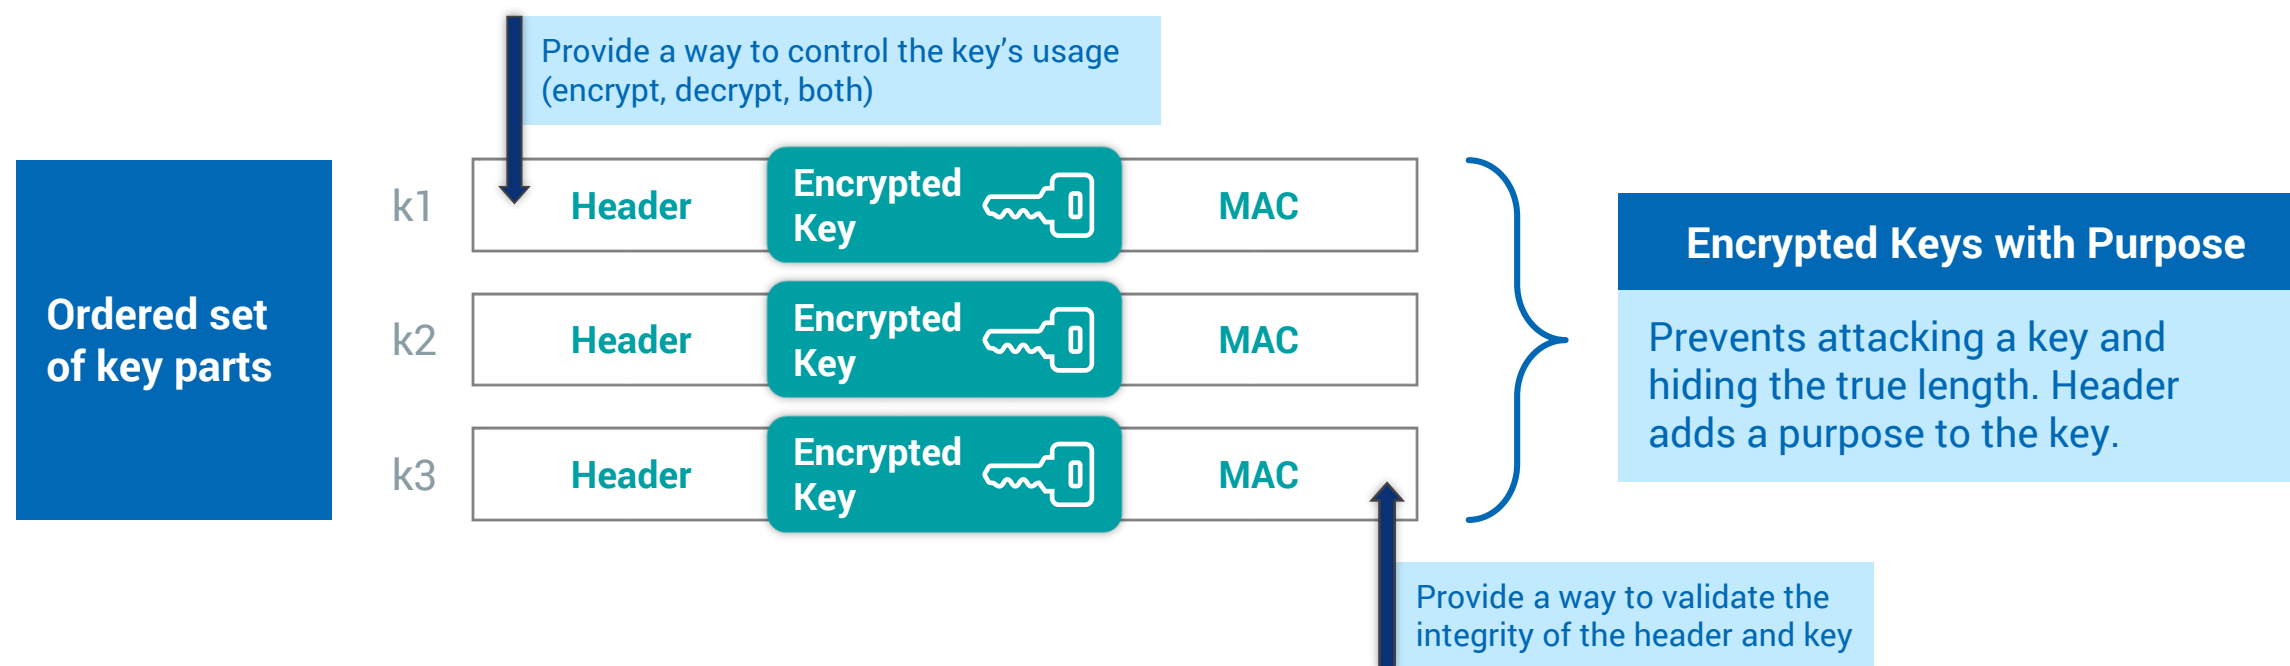 Provide a way to control the key’s usage
(encrypt, decrypt, both)
Ordered set
of key parts
k1
Header
Encrypted
Key
MAC
k2
Header
Encrypted
Key
MAC
k3
Header
Encrypted
Key
MAC
Encrypted Keys with Purpose
Prevents attacking a key and
hiding the true length. Header
adds a purpose to the key.
Provide a way to validate the
integrity of the header and key